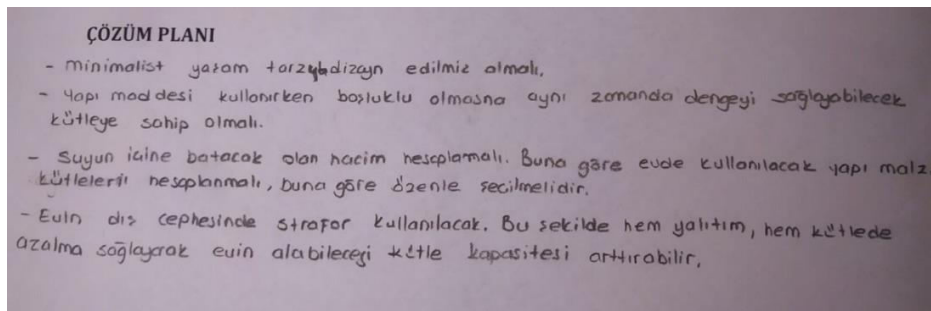 ÇÖZÜM PLANI
- minimalist yaşam tarzıyla dizayn edilmiş olmalı.
- Yapı maddesi kullanırken boşluklu olmasna aynı zamanda dengeyi sağlayabilecek
kütleye sahip olmalı.
- Suyun içine batacak olan hacim hesaplamalı. Buna göre evde kullanılacak yapı malz
kütleleri hesaplanmalı, buna göre özenle seçilmelidir.
- Evin dış cephesinde strafor kullanılacak. Bu şekilde hem yalıtım, hem kütlede
azalma sağlayarak evin alabileceği kütle kapasitesi arttırabilir.